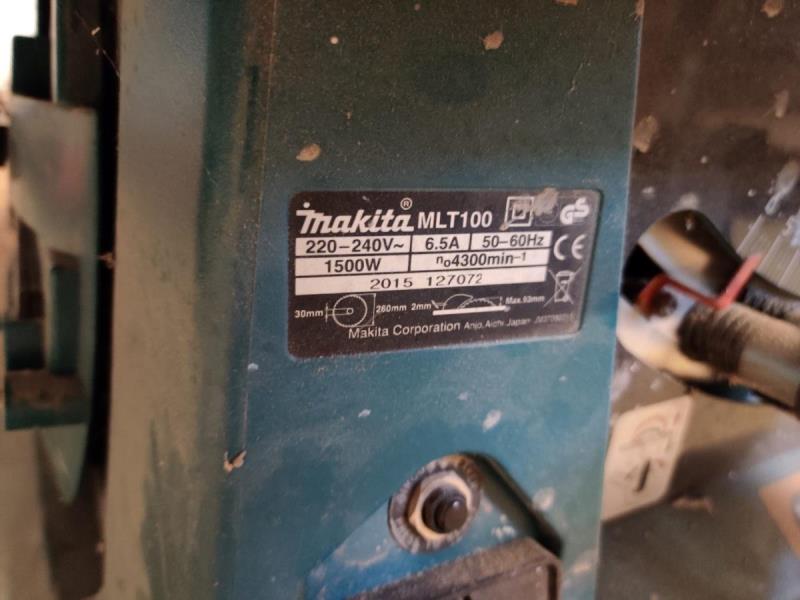 makita® MLT100
220–240V~ 6.5A 50–60Hz
1500W n₀4300min⁻¹
2015 127072
30mm 260mm 2mm Max.93mm
Makita Corporation Anjo, Aichi, Japan